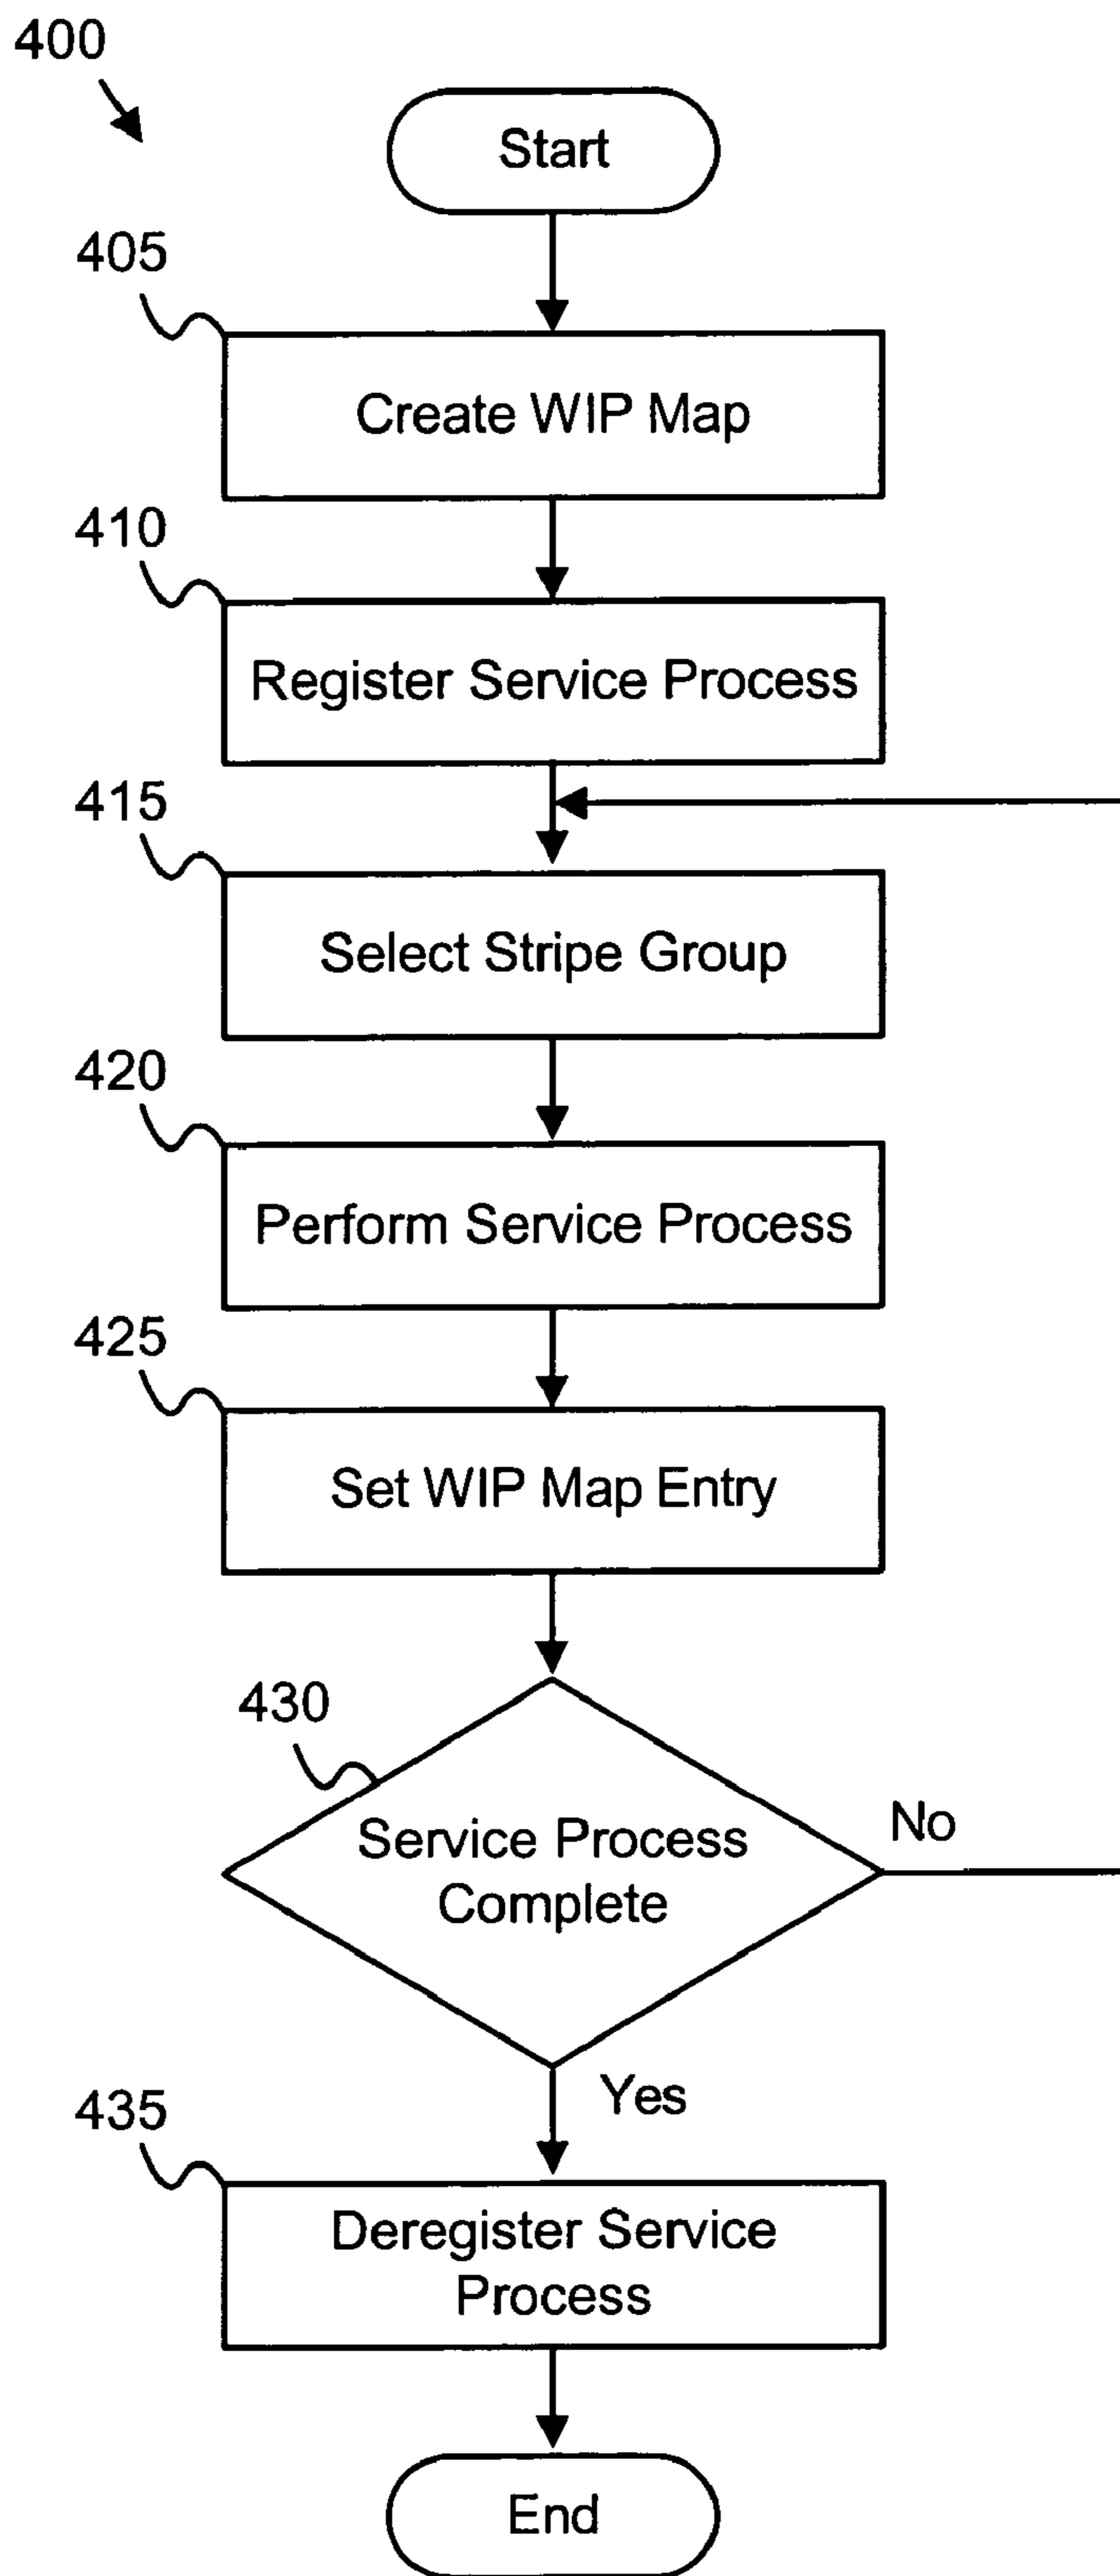 400
Start
405
Create WIP Map
410
Register Service Process
415
Select Stripe Group
420
Perform Service Process
425
Set WIP Map Entry
430
Service Process
Complete
No
Yes
435
Deregister Service
Process
End